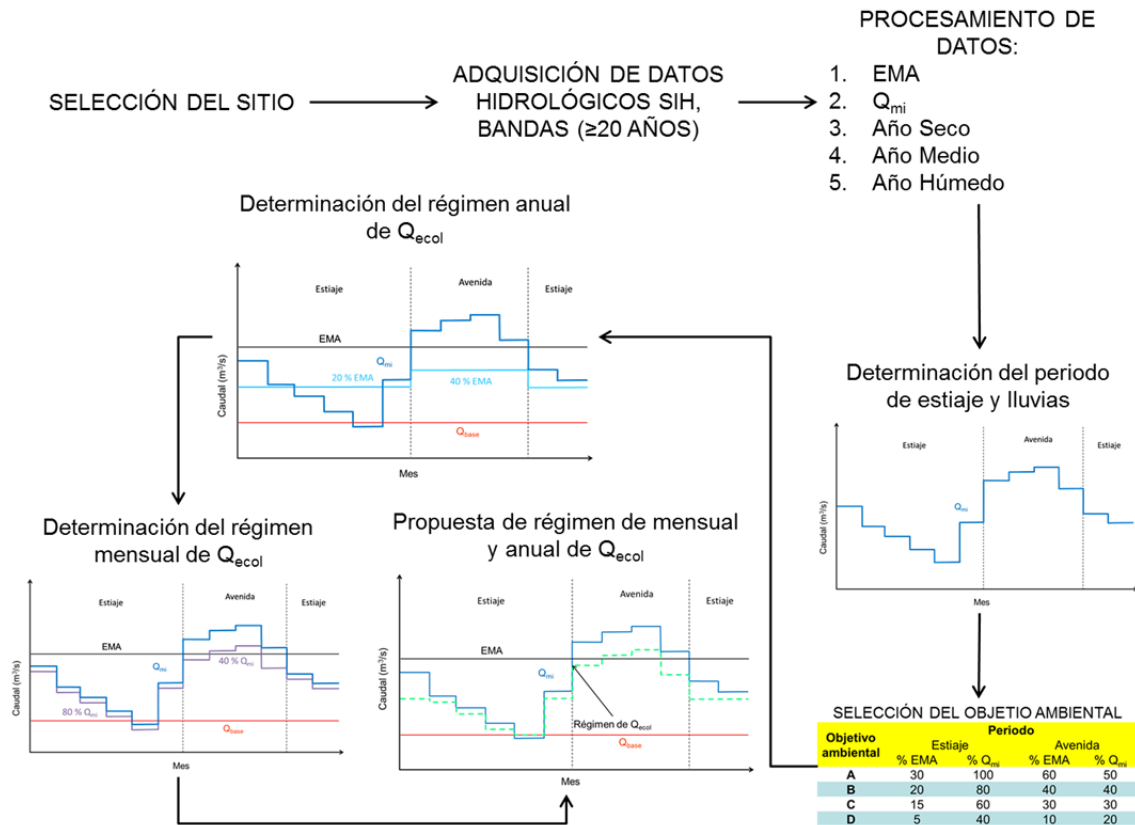 SELECCIÓN DEL SITIO
ADQUISICIÓN DE DATOS
HIDROLÓGICOS SIH,
BANDAS (≥20 AÑOS)
PROCESAMIENTO DE
DATOS:
1. EMA
2. Qmi
3. Año Seco
4. Año Medio
5. Año Húmedo
Determinación del periodo
de estiaje y lluvias
Estiaje
Avenida
Estiaje
Caudal (m³/s)
Qmi
Mes
SELECCIÓN DEL OBJETIO AMBIENTAL
Objetivo ambiental Periodo
Estiaje Avenida
% EMA % Qmi % EMA % Qmi
A 30 100 60 50
B 20 80 40 40
C 15 60 30 30
D 5 40 10 20
Determinación del régimen anual
de Qecol
Estiaje
Avenida
Estiaje
EMA
Caudal (m³/s)
Qmi
20 % EMA
40 % EMA
Qbase
Mes
Determinación del régimen
mensual de Qecol
Estiaje
Avenida
Estiaje
EMA
Caudal (m³/s)
Qmi
40 % Qmi
80 % Qmi
Qbase
Mes
Propuesta de régimen de mensual
y anual de Qecol
Estiaje
Avenida
Estiaje
EMA
Caudal (m³/s)
Qmi
Régimen de Qecol
Qbase
Mes